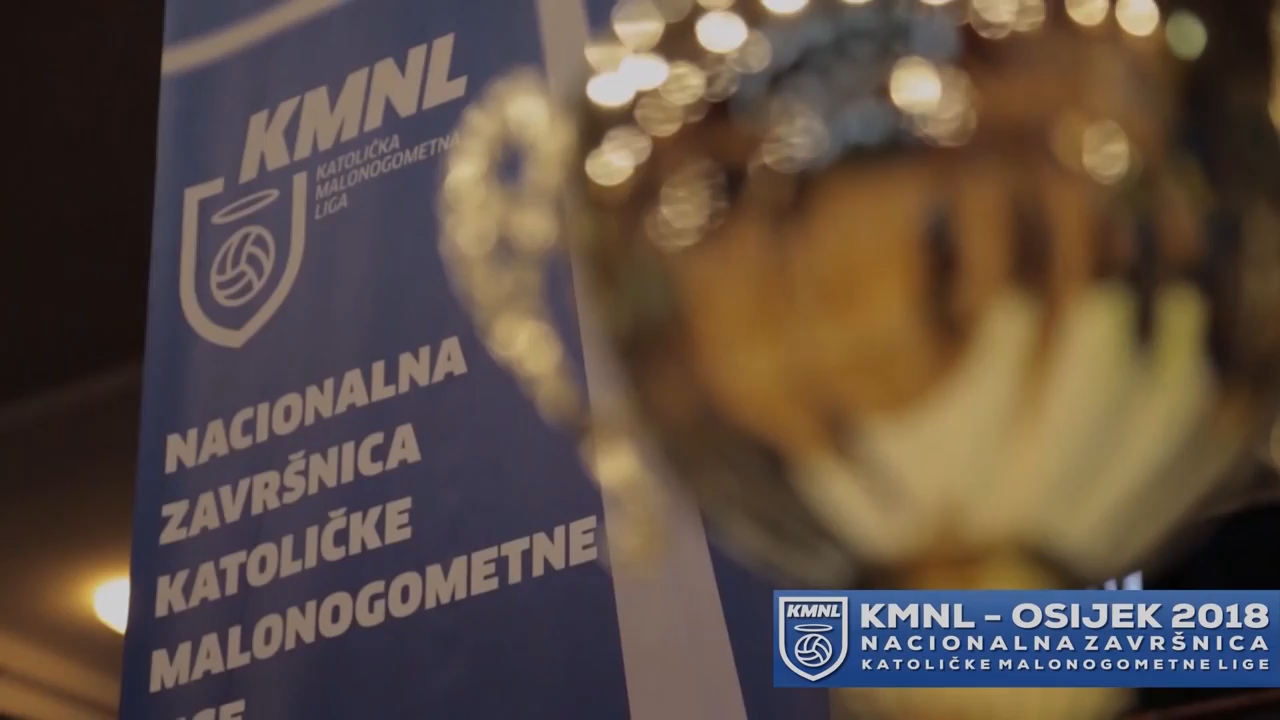 KMNL
KATOLIČKA
MALONOGOMETNA
LIGA
NACIONALNA
ZAVRŠNICA
KATOLIČKE
MALONOGOMETNE
KMNL
KMNL – OSIJEK 2018
NACIONALNA ZAVRŠNICA
KATOLIČKE MALONOGOMETNE LIGE